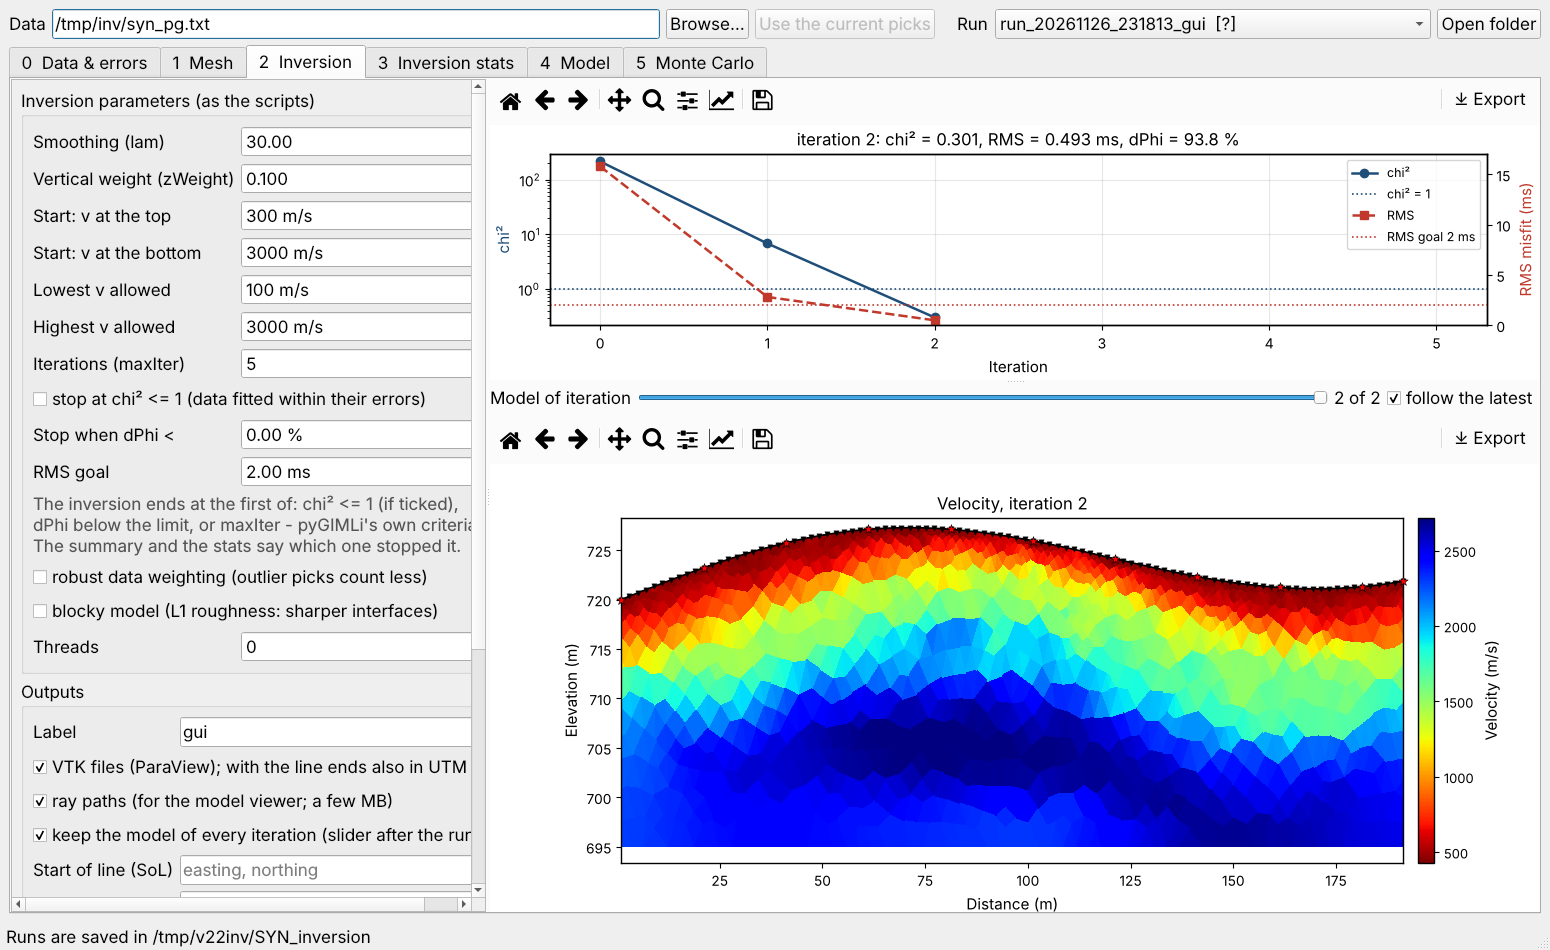 Data /tmp/inv/syn_pg.txt Browse... Use the current picks Run run_20261126_231813_gui [?] Open folder
0 Data & errors 1 Mesh 2 Inversion 3 Inversion stats 4 Model 5 Monte Carlo
Inversion parameters (as the scripts)
Smoothing (lam) 30.00
Vertical weight (zWeight) 0.100
Start: v at the top 300 m/s
Start: v at the bottom 3000 m/s
Lowest v allowed 100 m/s
Highest v allowed 3000 m/s
Iterations (maxIter) 5
stop at chi² <= 1 (data fitted within their errors)
Stop when dPhi < 0.00 %
RMS goal 2.00 ms
The inversion ends at the first of: chi² <= 1 (if ticked),
dPhi below the limit, or maxIter - pyGIMLi's own criteria
The summary and the stats say which one stopped it.
robust data weighting (outlier picks count less)
blocky model (L1 roughness: sharper interfaces)
Threads 0
Outputs
Label gui
VTK files (ParaView); with the line ends also in UTM
ray paths (for the model viewer; a few MB)
keep the model of every iteration (slider after the run
Start of line (SoL) easting, northing
Export
iteration 2: chi² = 0.301, RMS = 0.493 ms, dPhi = 93.8 %
chi²
10² 10¹ 10⁰
chi²
chi² = 1
RMS
RMS goal 2 ms
15 10 5 0
RMS misfit (ms)
0 1 2 3 4 5
Iteration
Model of iteration 2 of 2 follow the latest
Export
Velocity, iteration 2
Elevation (m)
725
720
715
710
705
700
695
25 50 75 100 125 150 175
Distance (m)
2500
2000
1500
1000
500
Velocity (m/s)
Runs are saved in /tmp/v22inv/SYN_inversion